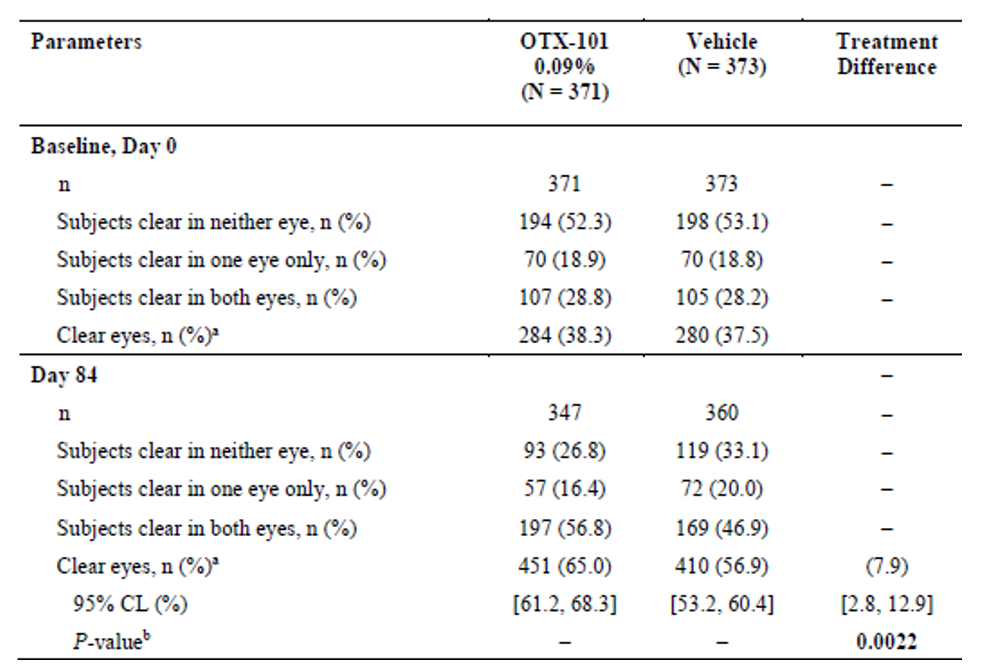 Parameters OTX-101 0.09% (N = 371) Vehicle (N = 373) Treatment Difference
Baseline, Day 0
n 371 373 –
Subjects clear in neither eye, n (%) 194 (52.3) 198 (53.1) –
Subjects clear in one eye only, n (%) 70 (18.9) 70 (18.8) –
Subjects clear in both eyes, n (%) 107 (28.8) 105 (28.2) –
Clear eyes, n (%)ᵃ 284 (38.3) 280 (37.5)
Day 84 –
n 347 360 –
Subjects clear in neither eye, n (%) 93 (26.8) 119 (33.1) –
Subjects clear in one eye only, n (%) 57 (16.4) 72 (20.0) –
Subjects clear in both eyes, n (%) 197 (56.8) 169 (46.9) –
Clear eyes, n (%)ᵃ 451 (65.0) 410 (56.9) (7.9)
95% CL (%) [61.2, 68.3] [53.2, 60.4] [2.8, 12.9]
P-valueᵇ – – 0.0022